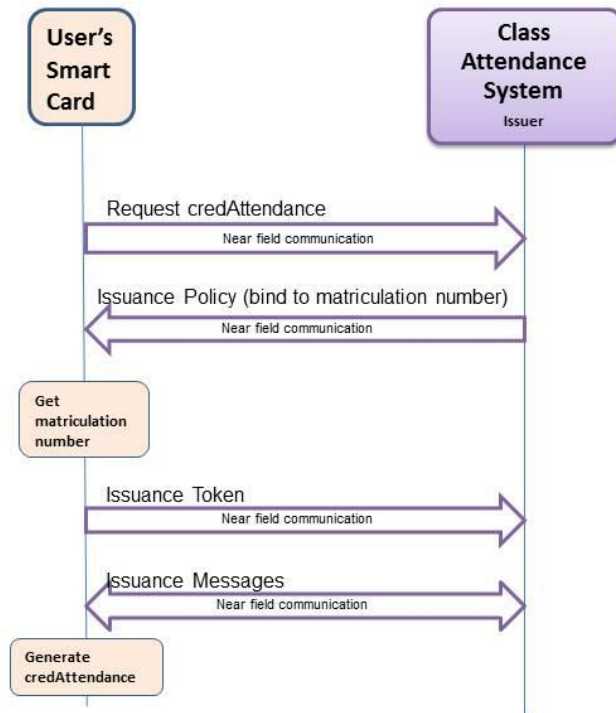 User's
Smart
Card
Class
Attendance
System
Issuer
Request credAttendance
Near field communication
Issuance Policy (bind to matriculation number)
Near field communication
Get
matriculation
number
Issuance Token
Near field communication
Issuance Messages
Near field communication
Generate
credAttendance